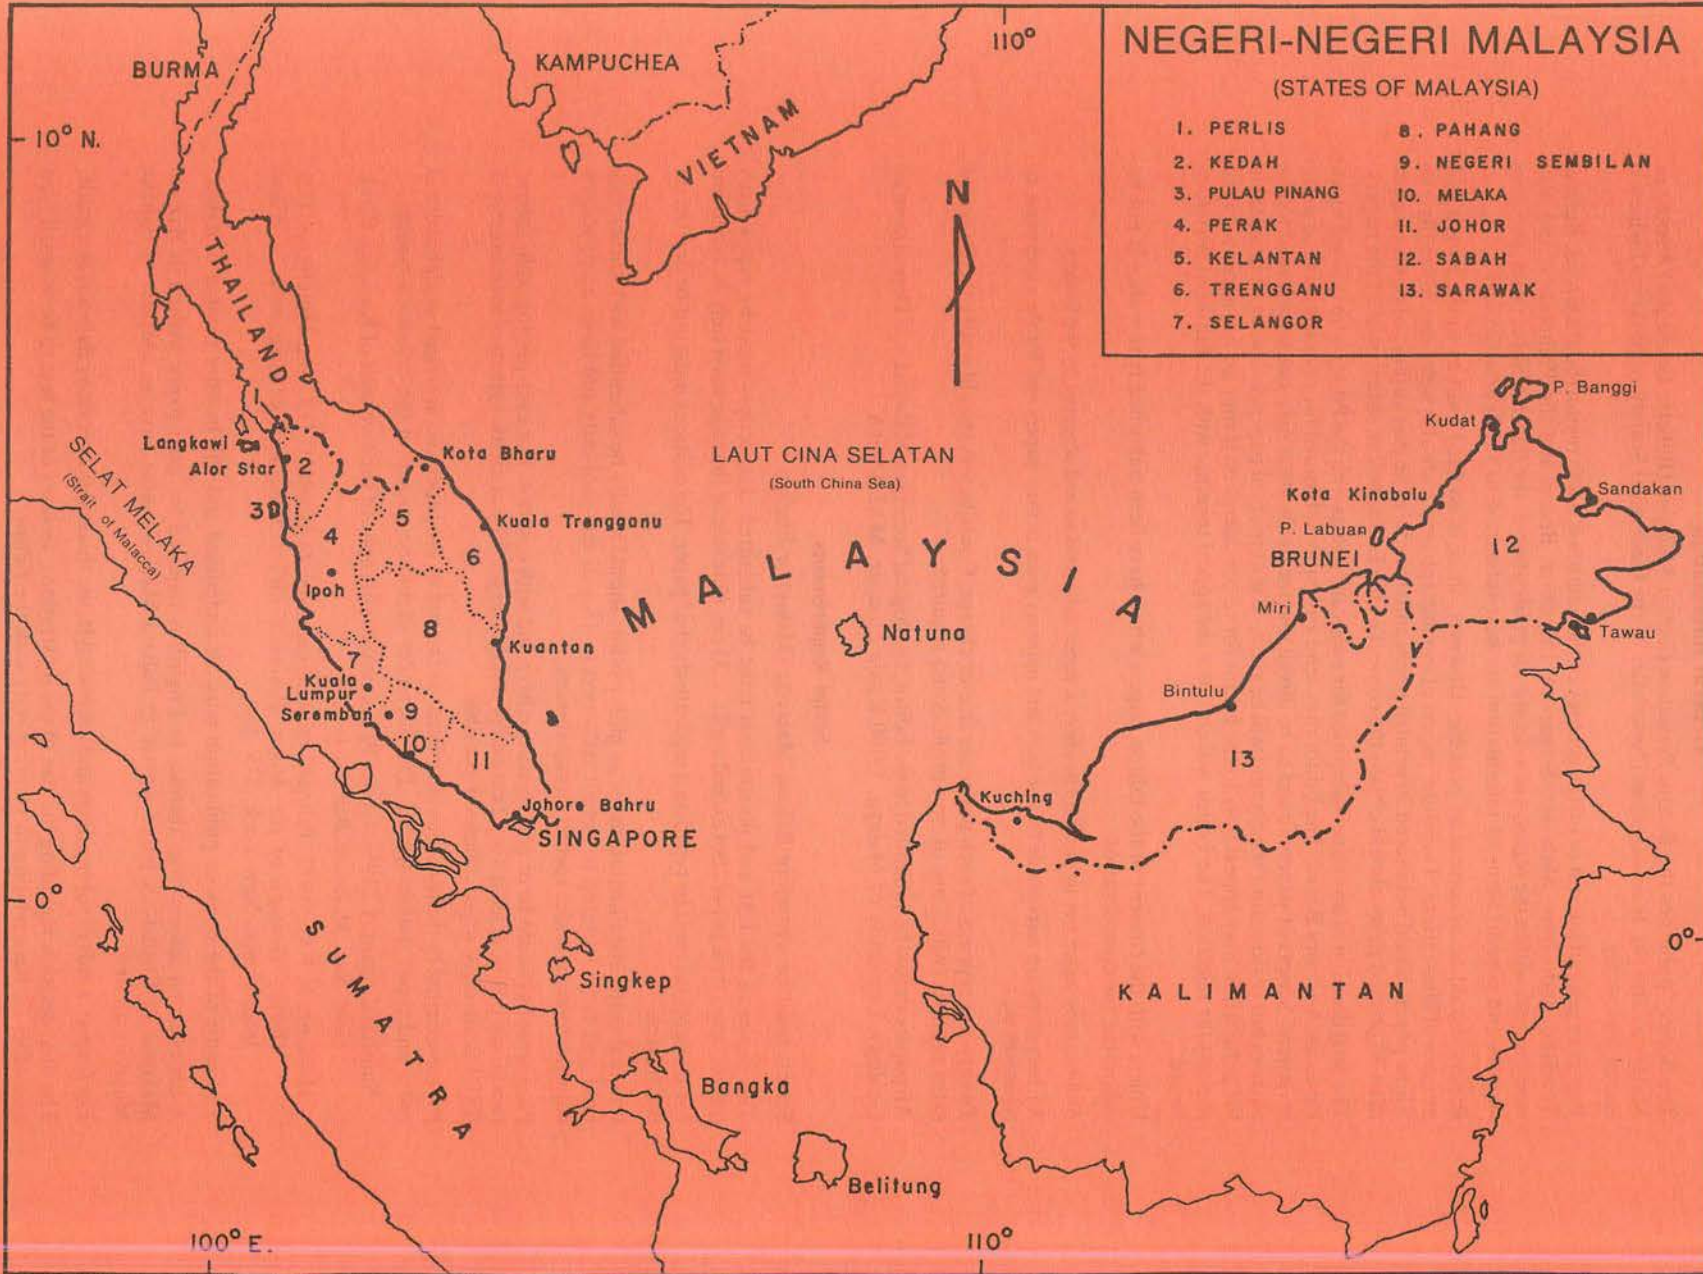 NEGERI-NEGERI MALAYSIA
(STATES OF MALAYSIA)
1. PERLIS
2. KEDAH
3. PULAU PINANG
4. PERAK
5. KELANTAN
6. TRENGGANU
7. SELANGOR
8. PAHANG
9. NEGERI SEMBILAN
10. MELAKA
11. JOHOR
12. SABAH
13. SARAWAK
BURMA
KAMPUCHEA
110°
10° N.
VIETNAM
N
THAILAND
P. Banggi
Kudat
Langkawi
Alor Star
2
Kota Bharu
LAUT CINA SELATAN
(South China Sea)
SELAT MELAKA
(Strait of Malacca)
Kota Kinabalu
Sandakan
3
4
5
6
Kuala Trengganu
P. Labuan
BRUNEI
12
MALAYSIA
Ipoh
Miri
8
Natuna
Tawau
Kuantan
7
Kuala
Lumpur
Seremban
9
Bintulu
10
11
13
Kuching
Johore Bahru
SINGAPORE
0°
0°
SUMATRA
Singkep
KALIMANTAN
Bangka
Belitung
100° E.
110°